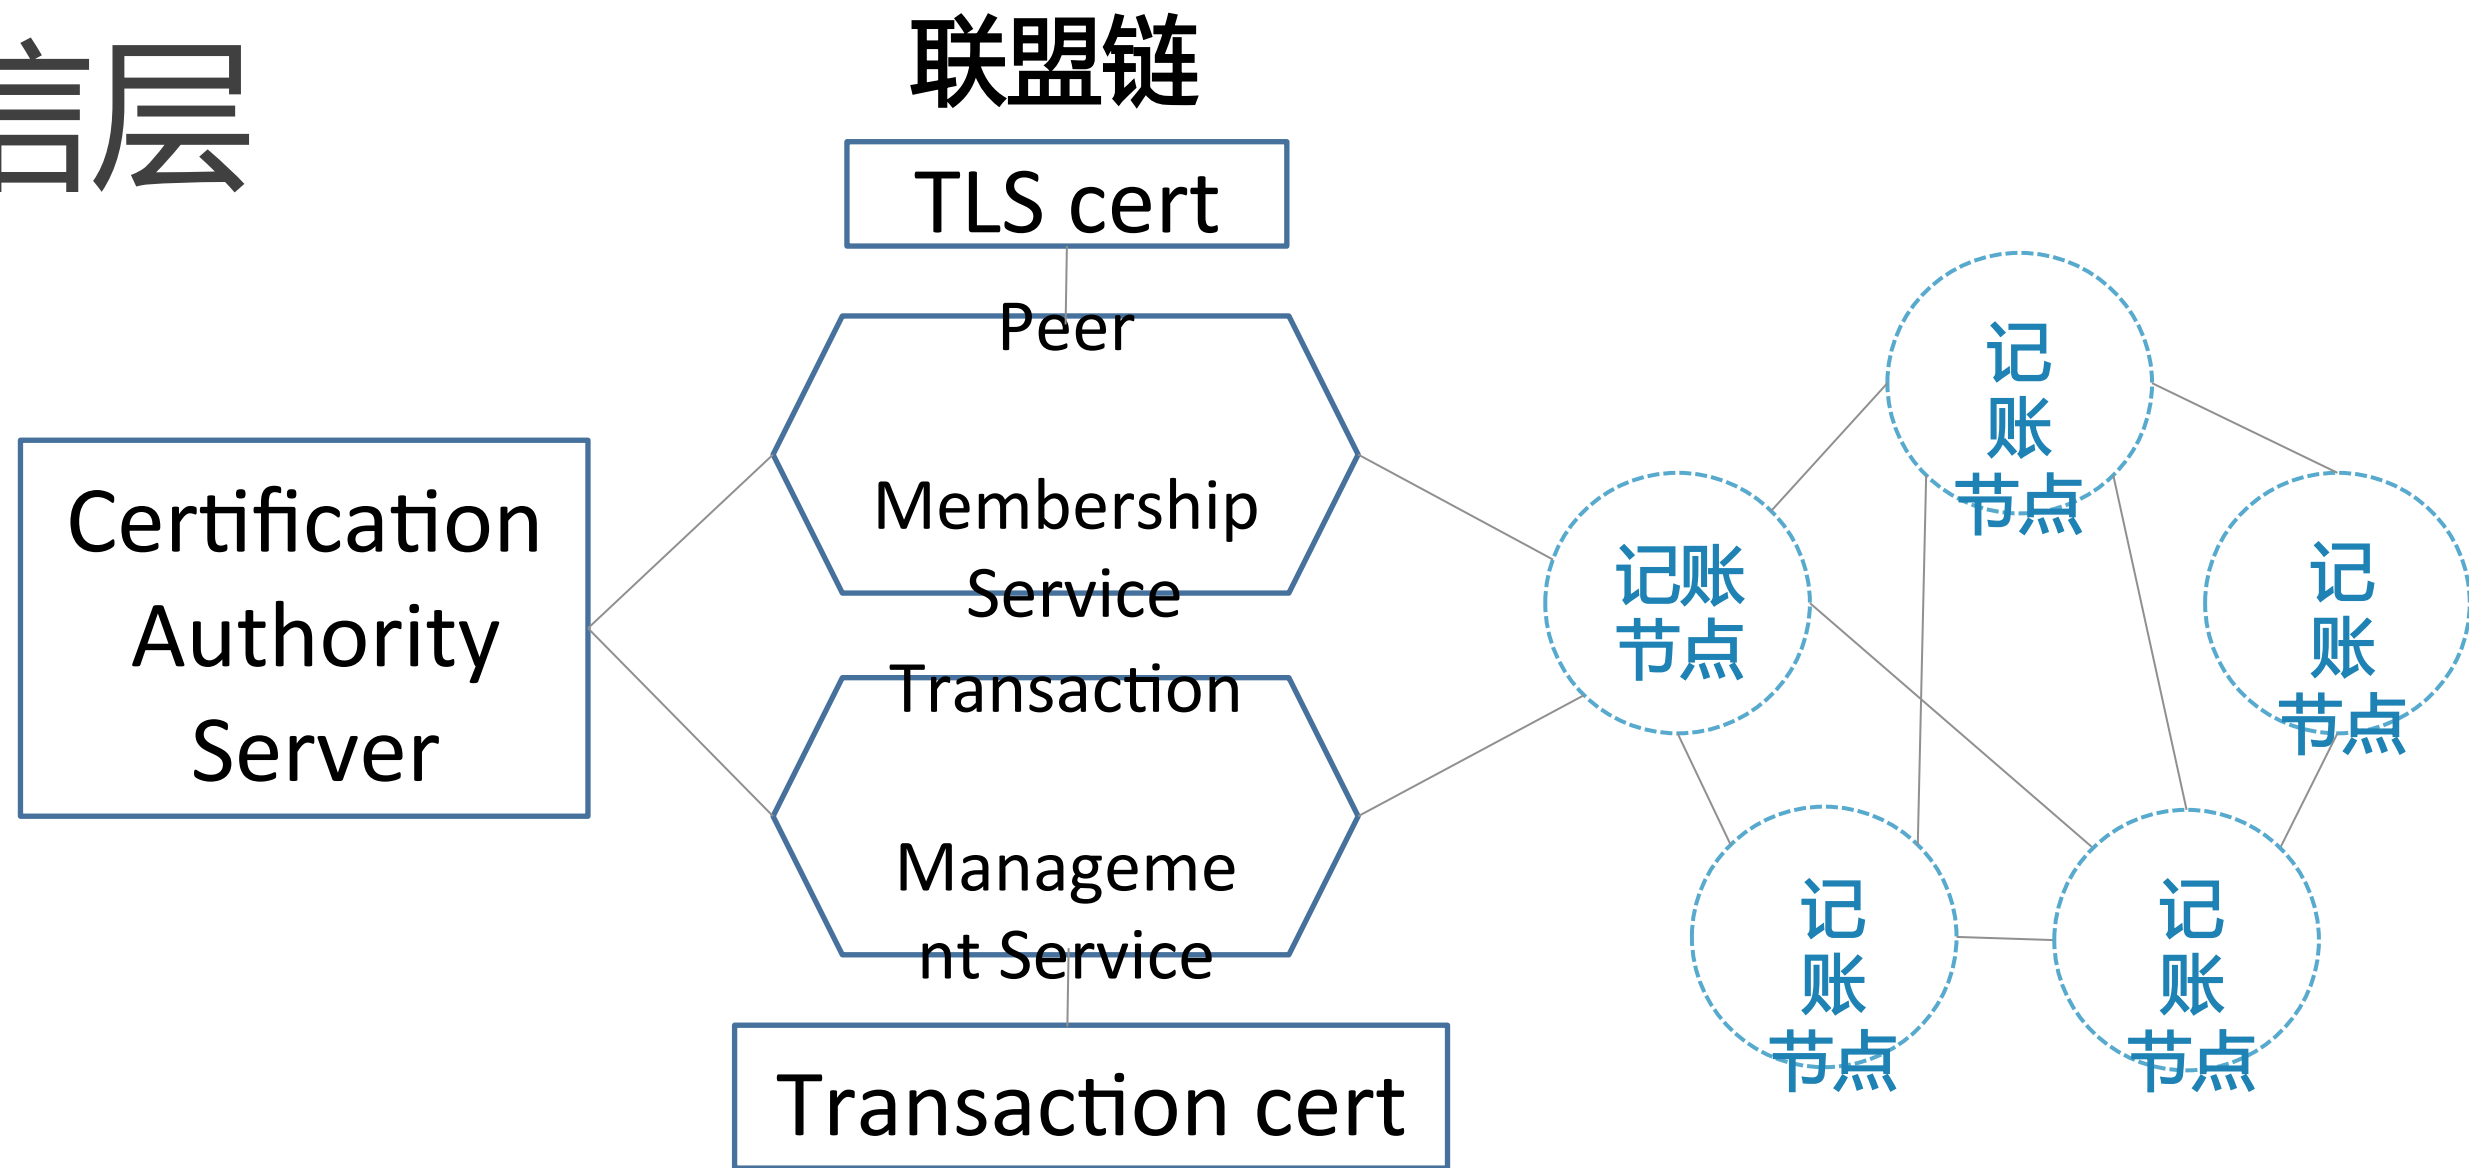 信层
联盟链
TLS cert
Peer
Membership
Service
Certification
Authority
Server
Transaction
Manageme
nt Service
Transaction cert
记
账
节点
记账
节点
记
账
节点
记
账
节点
记
账
节点